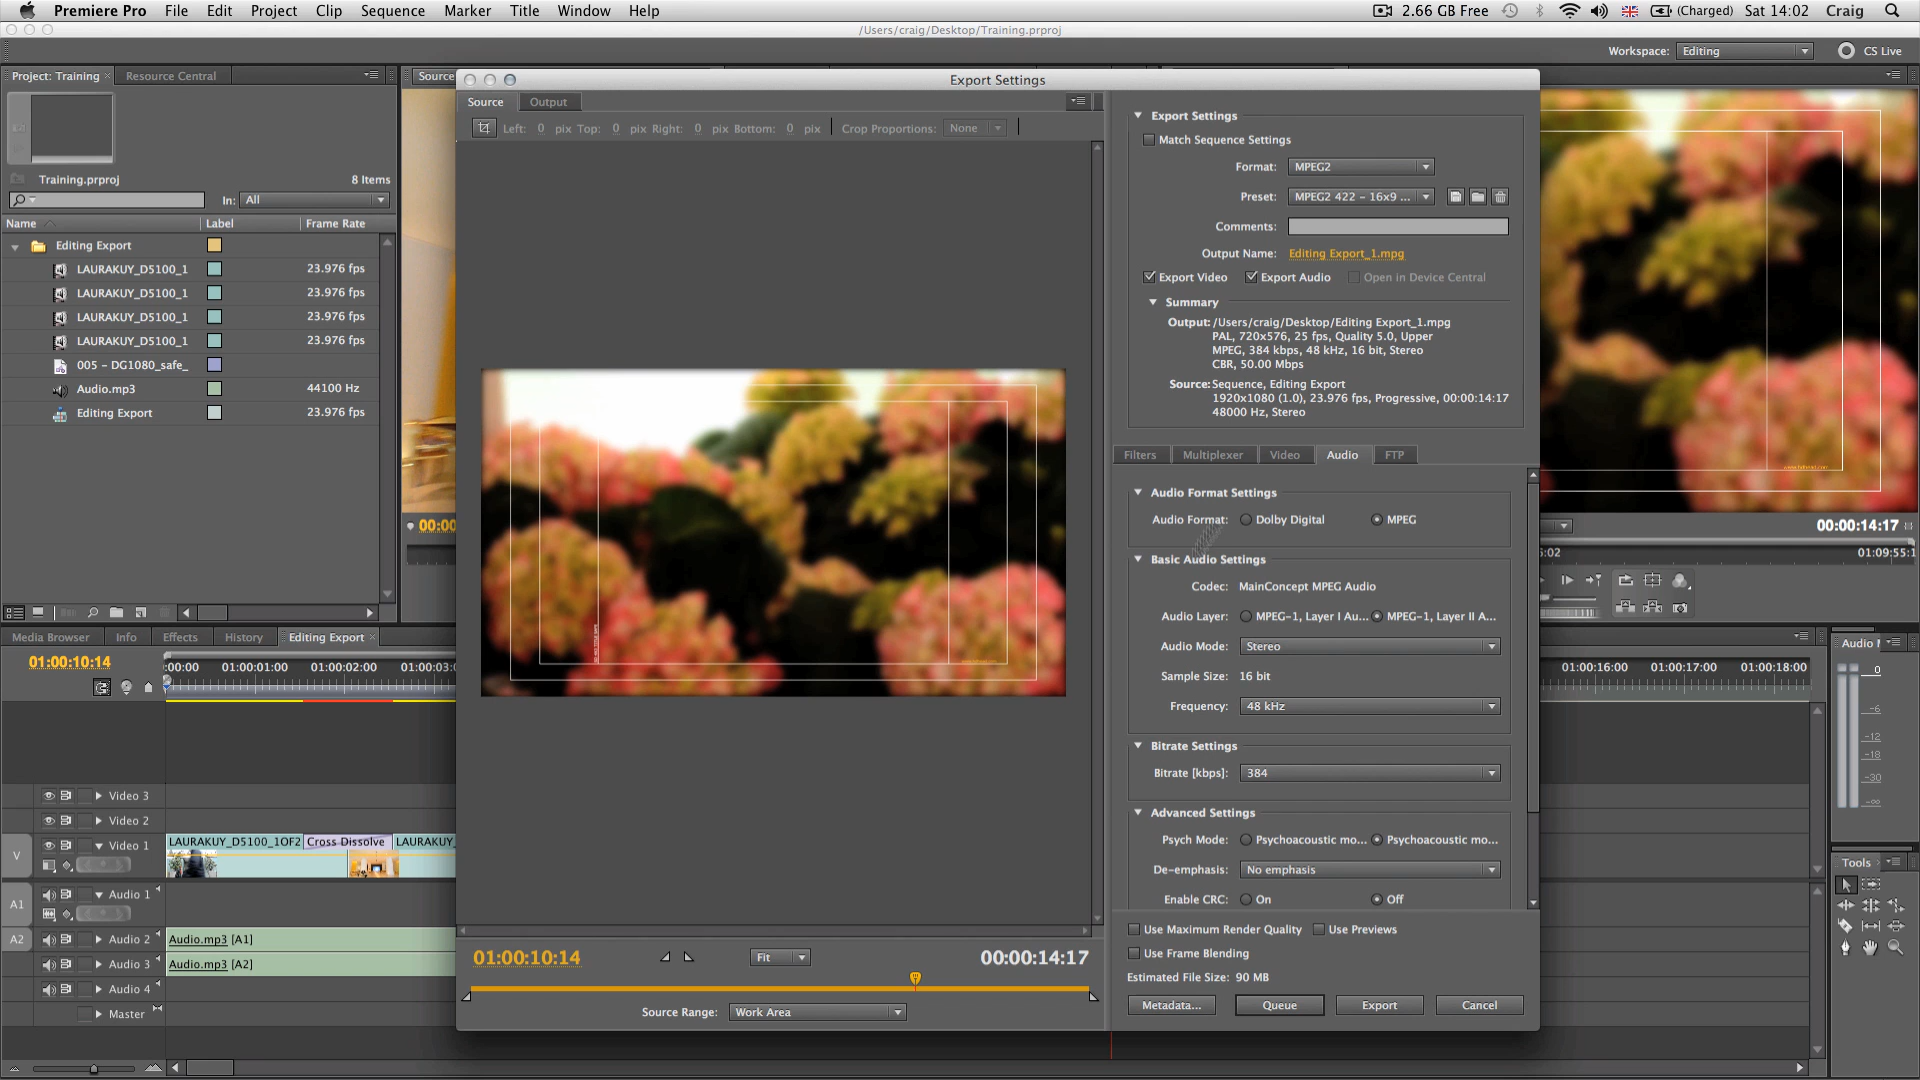 Premiere Pro File Edit Project Clip Sequence Marker Title Window Help 2.66 GB Free (Charged) Sat 14:02 Craig
/Users/craig/Desktop/Training.prproj
Workspace: Editing CS Live
Project: Training × Resource Central
Training.prproj 8 Items
In: All
Name Label Frame Rate
Editing Export
LAURAKUY_D5100_1 23.976 fps
LAURAKUY_D5100_1 23.976 fps
LAURAKUY_D5100_1 23.976 fps
LAURAKUY_D5100_1 23.976 fps
005 - DG1080_safe_
Audio.mp3 44100 Hz
Editing Export 23.976 fps
Source
00:00
Export Settings
Source Output
Left: 0 pix Top: 0 pix Right: 0 pix Bottom: 0 pix Crop Proportions: None
01:00:10:14 Fit 00:00:14:17
Source Range: Work Area
Export Settings
Match Sequence Settings
Format: MPEG2
Preset: MPEG2 422 - 16x9 ...
Comments:
Output Name: Editing Export_1.mpg
Export Video Export Audio Open in Device Central
Summary
Output: /Users/craig/Desktop/Editing Export_1.mpg
PAL, 720x576, 25 fps, Quality 5.0, Upper
MPEG, 384 kbps, 48 kHz, 16 bit, Stereo
CBR, 50.00 Mbps
Source: Sequence, Editing Export
1920x1080 (1.0), 23.976 fps, Progressive, 00:00:14:17
48000 Hz, Stereo
Filters Multiplexer Video Audio FTP
Audio Format Settings
Audio Format: Dolby Digital MPEG
Basic Audio Settings
Codec: MainConcept MPEG Audio
Audio Layer: MPEG-1, Layer I Au... MPEG-1, Layer II A...
Audio Mode: Stereo
Sample Size: 16 bit
Frequency: 48 kHz
Bitrate Settings
Bitrate [kbps]: 384
Advanced Settings
Psych Mode: Psychoacoustic mo... Psychoacoustic mo...
De-emphasis: No emphasis
Enable CRC: On Off
Use Maximum Render Quality Use Previews
Use Frame Blending
Estimated File Size: 90 MB
Metadata... Queue Export Cancel
00:00:14:17
01:09:55:1
Media Browser Info Effects History Editing Export ×
01:00:10:14
:00:00 01:00:01:00 01:00:02:00 01:00:03:0
01:00:16:00 01:00:17:00 01:00:18:00
Video 3
Video 2
V Video 1 LAURAKUY_D5100_1OF2 Cross Dissolve LAURAKUY_
A1 Audio 1
A2 Audio 2 Audio.mp3 [A1]
Audio 3 Audio.mp3 [A2]
Audio 4
Master
0
-6
-12
-18
-30
-∞
Tools